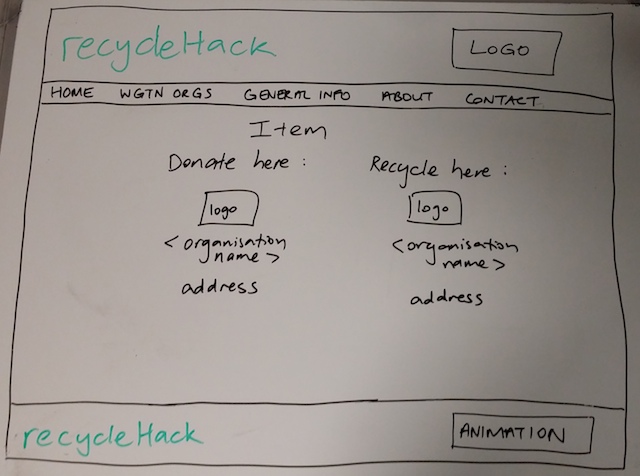 recycleHack
LOGO
HOME WGTN ORGS GENERAL INFO ABOUT CONTACT
Item
Donate here :
logo
<organisation
name>
address
Recycle here :
logo
<organisation
name>
address
recycleHack
ANIMATION